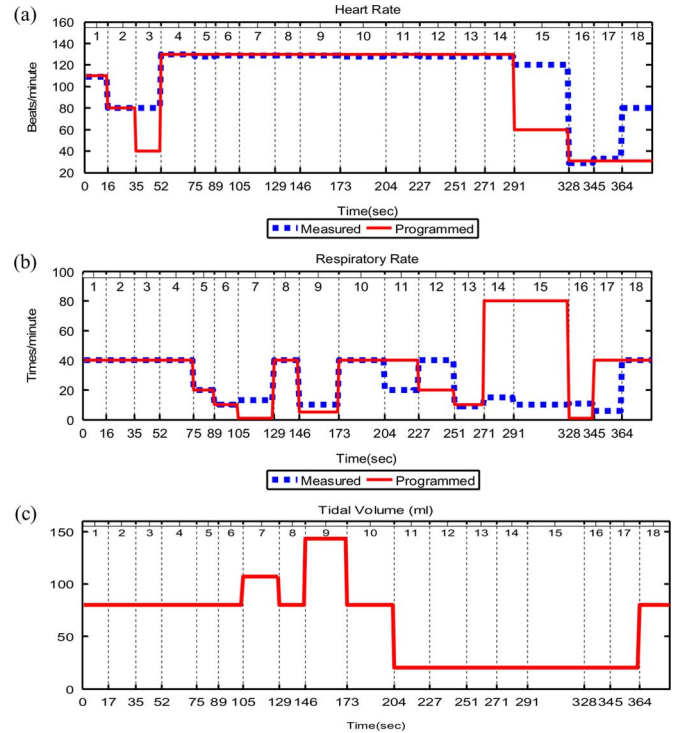 (a)
Heart Rate
160
1 2 3 4 5 6 7 8 9 10 11 12 13 14 15 16 17 18
140
120
100
80
60
40
20
Beats/minute
0 16 34 52 75 89 105 129 146 173 204 227 251 271 291 328 345 364
Time(sec)
Measured Programmed
(b)
Respiratory Rate
100
1 2 3 4 5 6 7 8 9 10 11 12 13 14 15 16 17 18
80
60
40
20
0
Times/minute
0 16 34 52 75 89 105 129 146 173 204 227 251 271 291 328 345 364
Time(sec)
Measured Programmed
(c)
Tidal Volume (ml)
150
1 2 3 4 5 6 7 8 9 10 11 12 13 14 15 16 17 18
100
50
0
0 17 35 52 75 89 105 129 146 173 204 227 251 271 291 328 345 364
Time(sec)